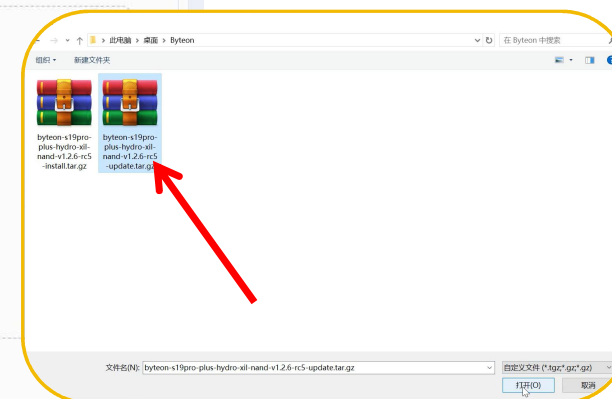 此电脑 > 桌面 > Byteon
在 Byteon 中搜索
组织
新建文件夹
byteon-s19pro-
plus-hydro-xil-
nand-v1.2.6-rc5
-install.tar.gz
byteon-s19pro-
plus-hydro-xil-
nand-v1.2.6-rc5
-update.tar.gz
文件名(N): byteon-s19pro-plus-hydro-xil-nand-v1.2.6-rc5-update.tar.gz
自定义文件 (*.tgz;*.gz;*.gz)
打开(O)
取消